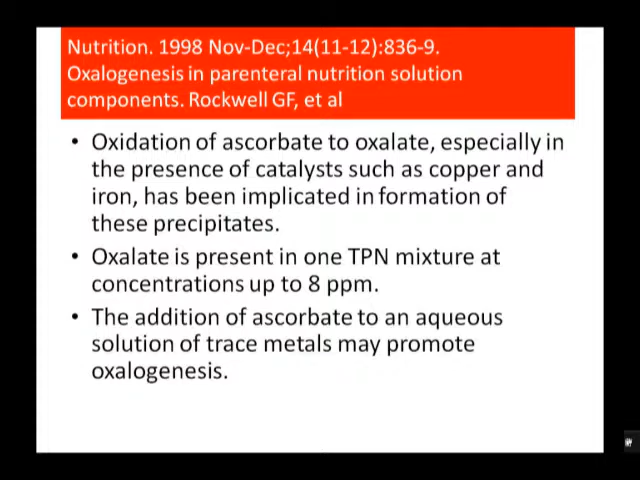 Nutrition. 1998 Nov-Dec;14(11-12):836-9.
Oxalogenesis in parenteral nutrition solution
components. Rockwell GF, et al
• Oxidation of ascorbate to oxalate, especially in
the presence of catalysts such as copper and
iron, has been implicated in formation of
these precipitates.
• Oxalate is present in one TPN mixture at
concentrations up to 8 ppm.
• The addition of ascorbate to an aqueous
solution of trace metals may promote
oxalogenesis.